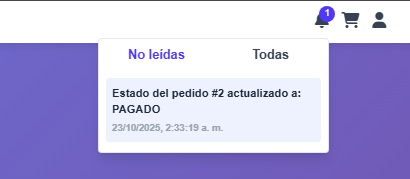 1
No leídas
Todas
Estado del pedido #2 actualizado a:
PAGADO
23/10/2025, 2:33:19 a. m.